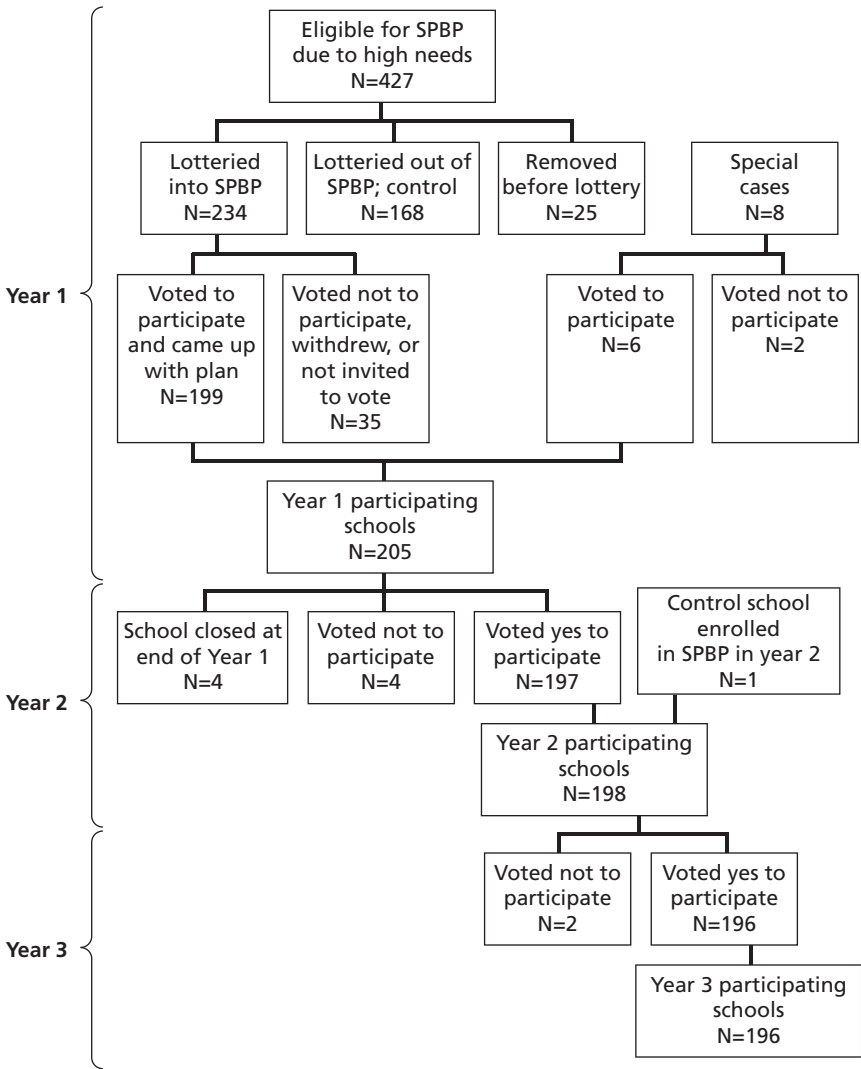 Eligible for SPBP
due to high needs
N=427
Lotteried
into SPBP
N=234
Lotteried out of
SPBP; control
N=168
Removed
before lottery
N=25
Special
cases
N=8
Year 1
Voted to
participate
and came up
with plan
N=199
Voted not to
participate,
withdrew, or
not invited
to vote
N=35
Voted to
participate
N=6
Voted not to
participate
N=2
Year 1 participating
schools
N=205
Year 2
School closed at
end of Year 1
N=4
Voted not to
participate
N=4
Voted yes to
participate
N=197
Control school
enrolled
in SPBP in year 2
N=1
Year 2 participating
schools
N=198
Year 3
Voted not to
participate
N=2
Voted yes to
participate
N=196
Year 3 participating
schools
N=196